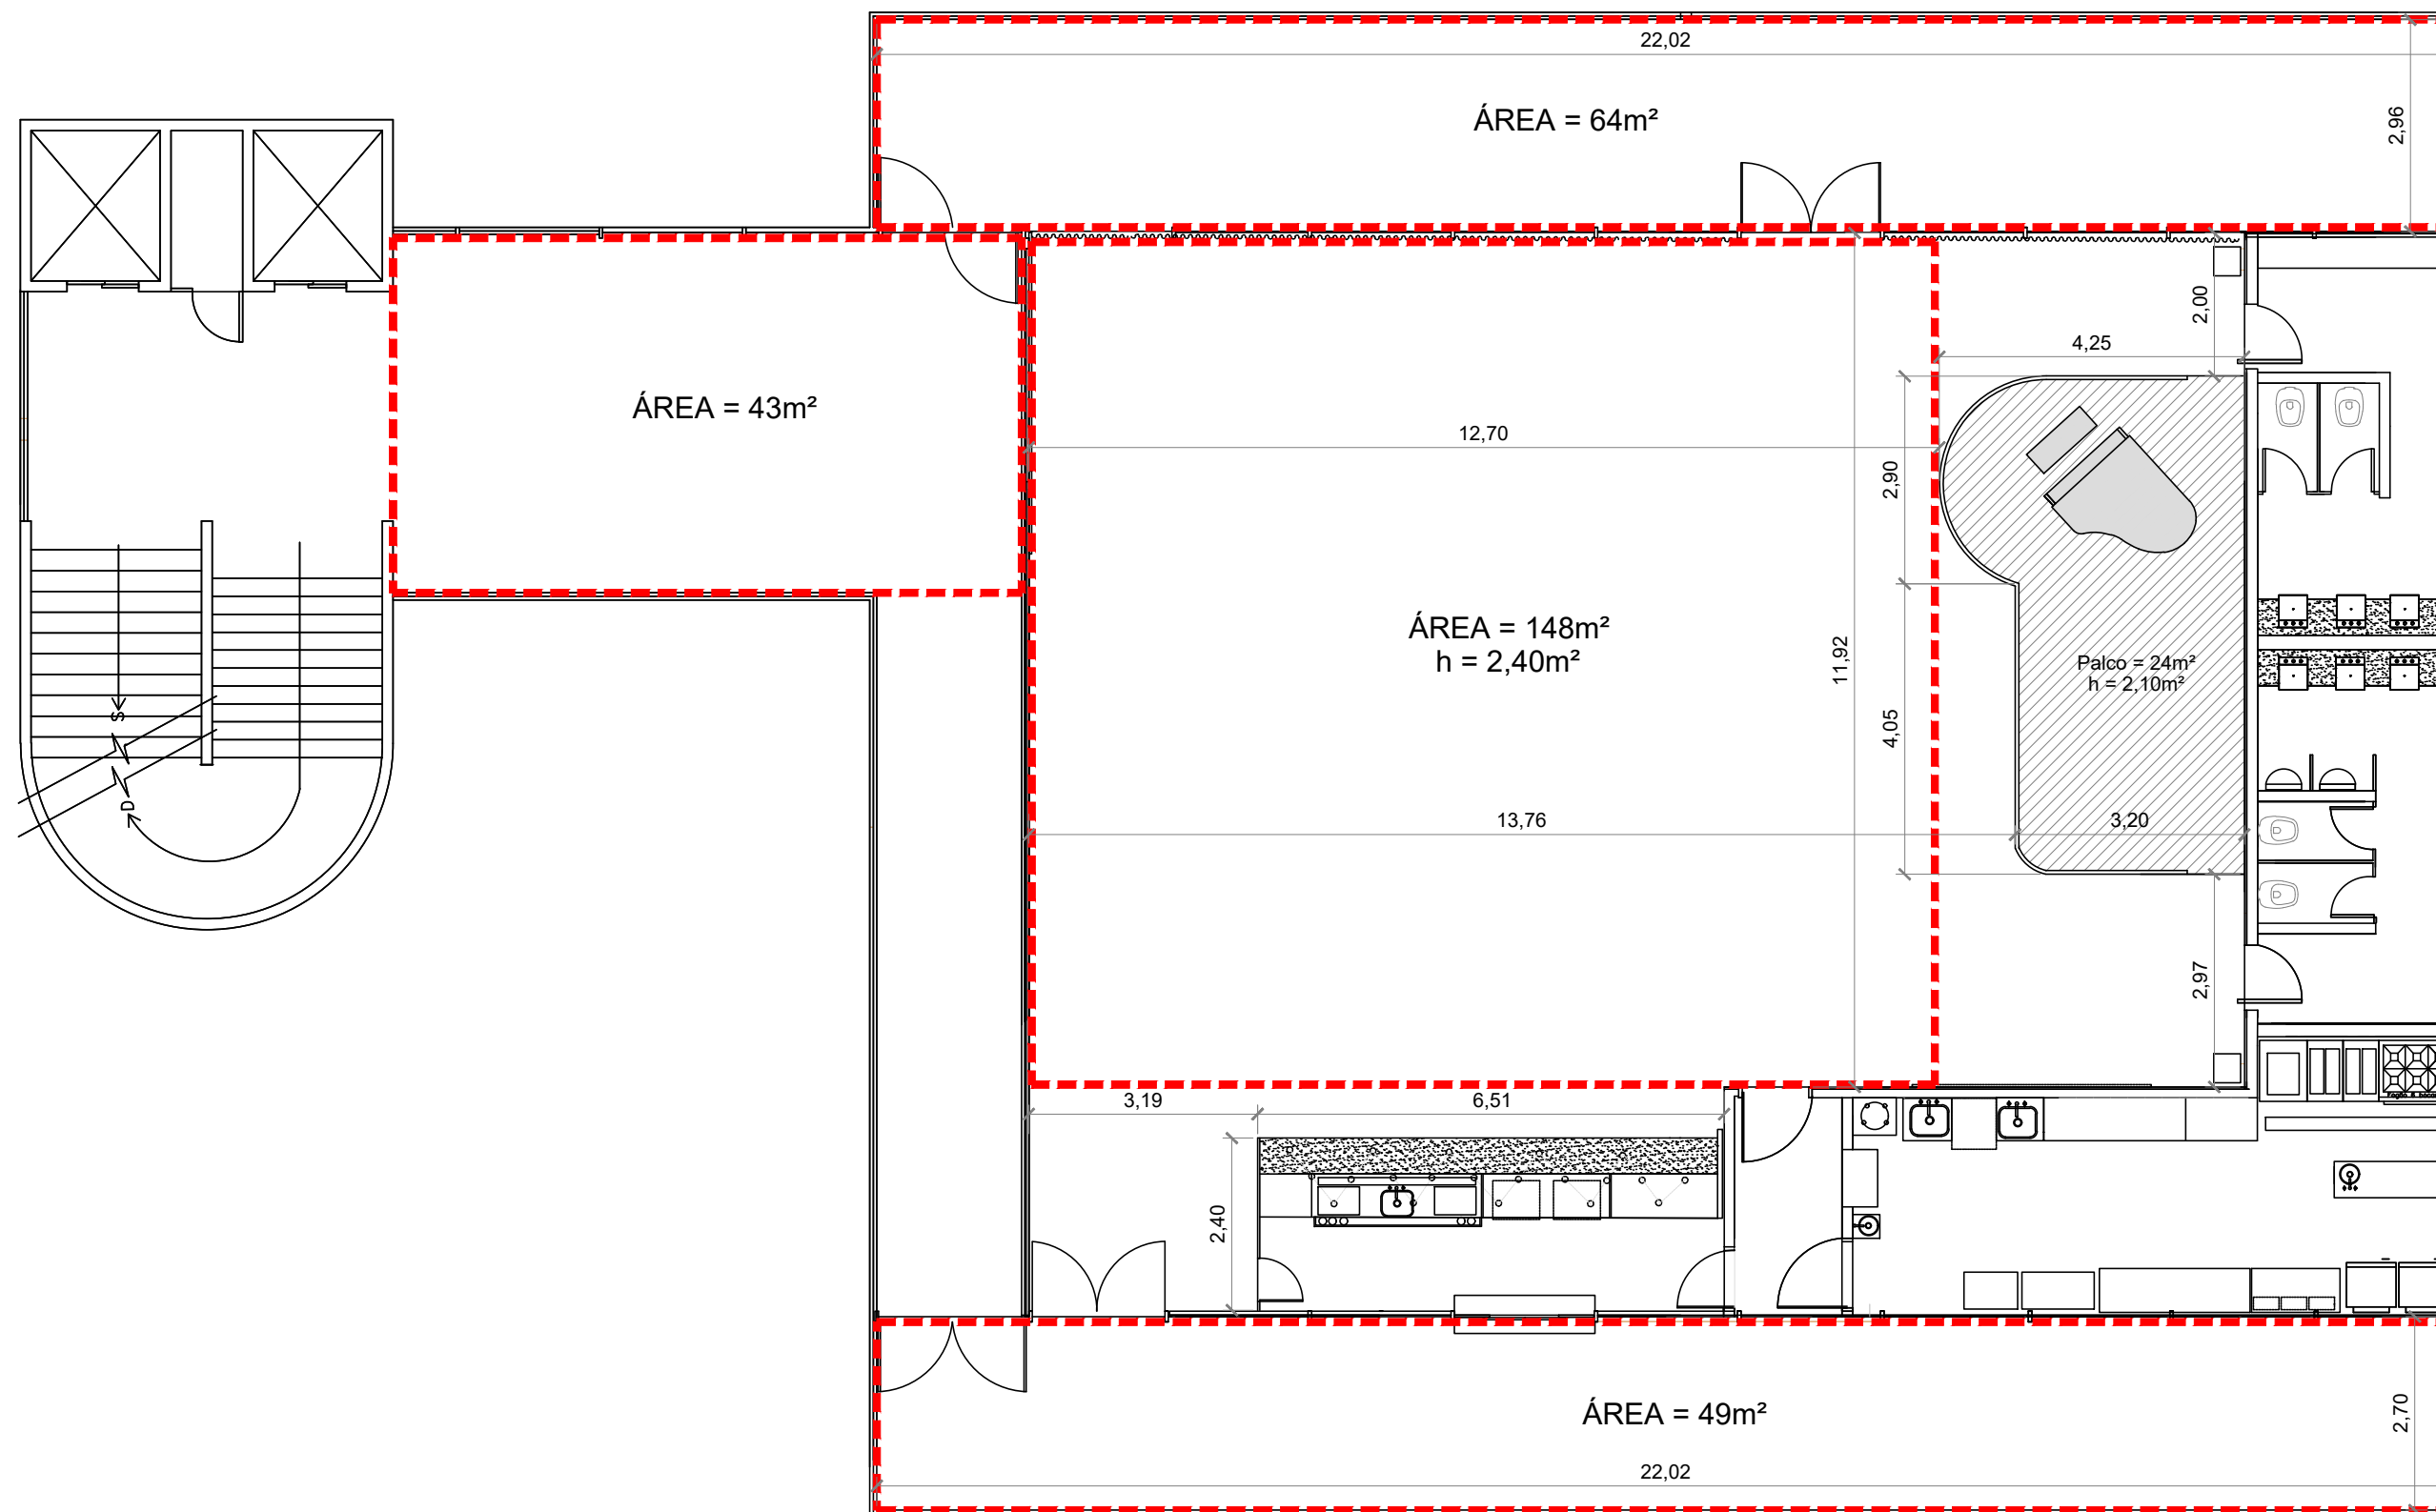 22,02
ÁREA = 64m²
2,96
2,00
4,25
ÁREA = 43m²
12,70
2,90
ÁREA = 148m²
h = 2,40m²
11,92
Palco = 24m²
h = 2,10m²
S
4,05
D
13,76
3,20
2,97
3,19
6,51
2,40
ÁREA = 49m²
2,70
22,02